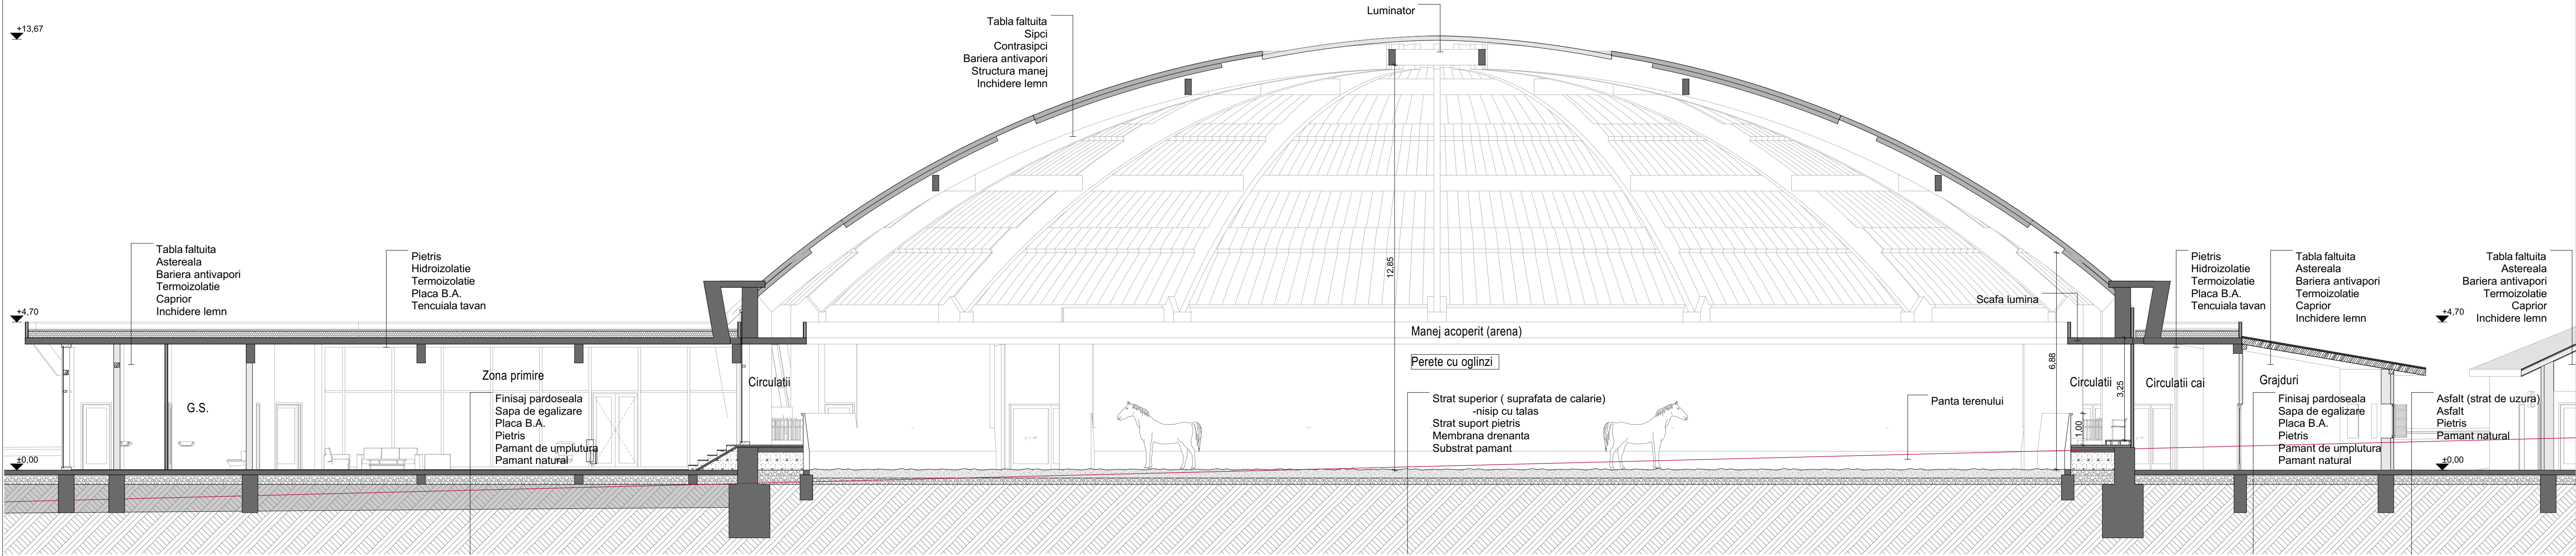 +13,67
Tabla faltuita
Sipci
Contrasipci
Bariera antivapori
Structura manej
Inchidere lemn
Luminator
Tabla faltuita
Astereala
Bariera antivapori
Termoizolatie
Caprior
Inchidere lemn
Pietris
Hidroizolatie
Termoizolatie
Placa B.A.
Tencuiala tavan
12,85
Scafa lumina
Pietris
Hidroizolatie
Termoizolatie
Placa B.A.
Tencuiala tavan
Tabla faltuita
Astereala
Bariera antivapori
Termoizolatie
Caprior
Inchidere lemn
Tabla faltuita
Astereala
Bariera antivapori
Termoizolatie
Caprior
Inchidere lemn
+4,70
+4,70
Manej acoperit (arena)
Perete cu oglinzi
6,88
3,25
1,00
G.S.
Zona primire
Circulatii
Circulatii
Circulatii cai
Grajduri
Finisaj pardoseala
Sapa de egalizare
Placa B.A.
Pietris
Pamant de umplutura
Pamant natural
Strat superior ( suprafata de calarie)
-nisip cu talas
Strat suport pietris
Membrana drenanta
Substrat pamant
Panta terenului
Finisaj pardoseala
Sapa de egalizare
Placa B.A.
Pietris
Pamant de umplutura
Pamant natural
Asfalt (strat de uzura)
Asfalt
Pietris
Pamant natural
±0,00
±0,00